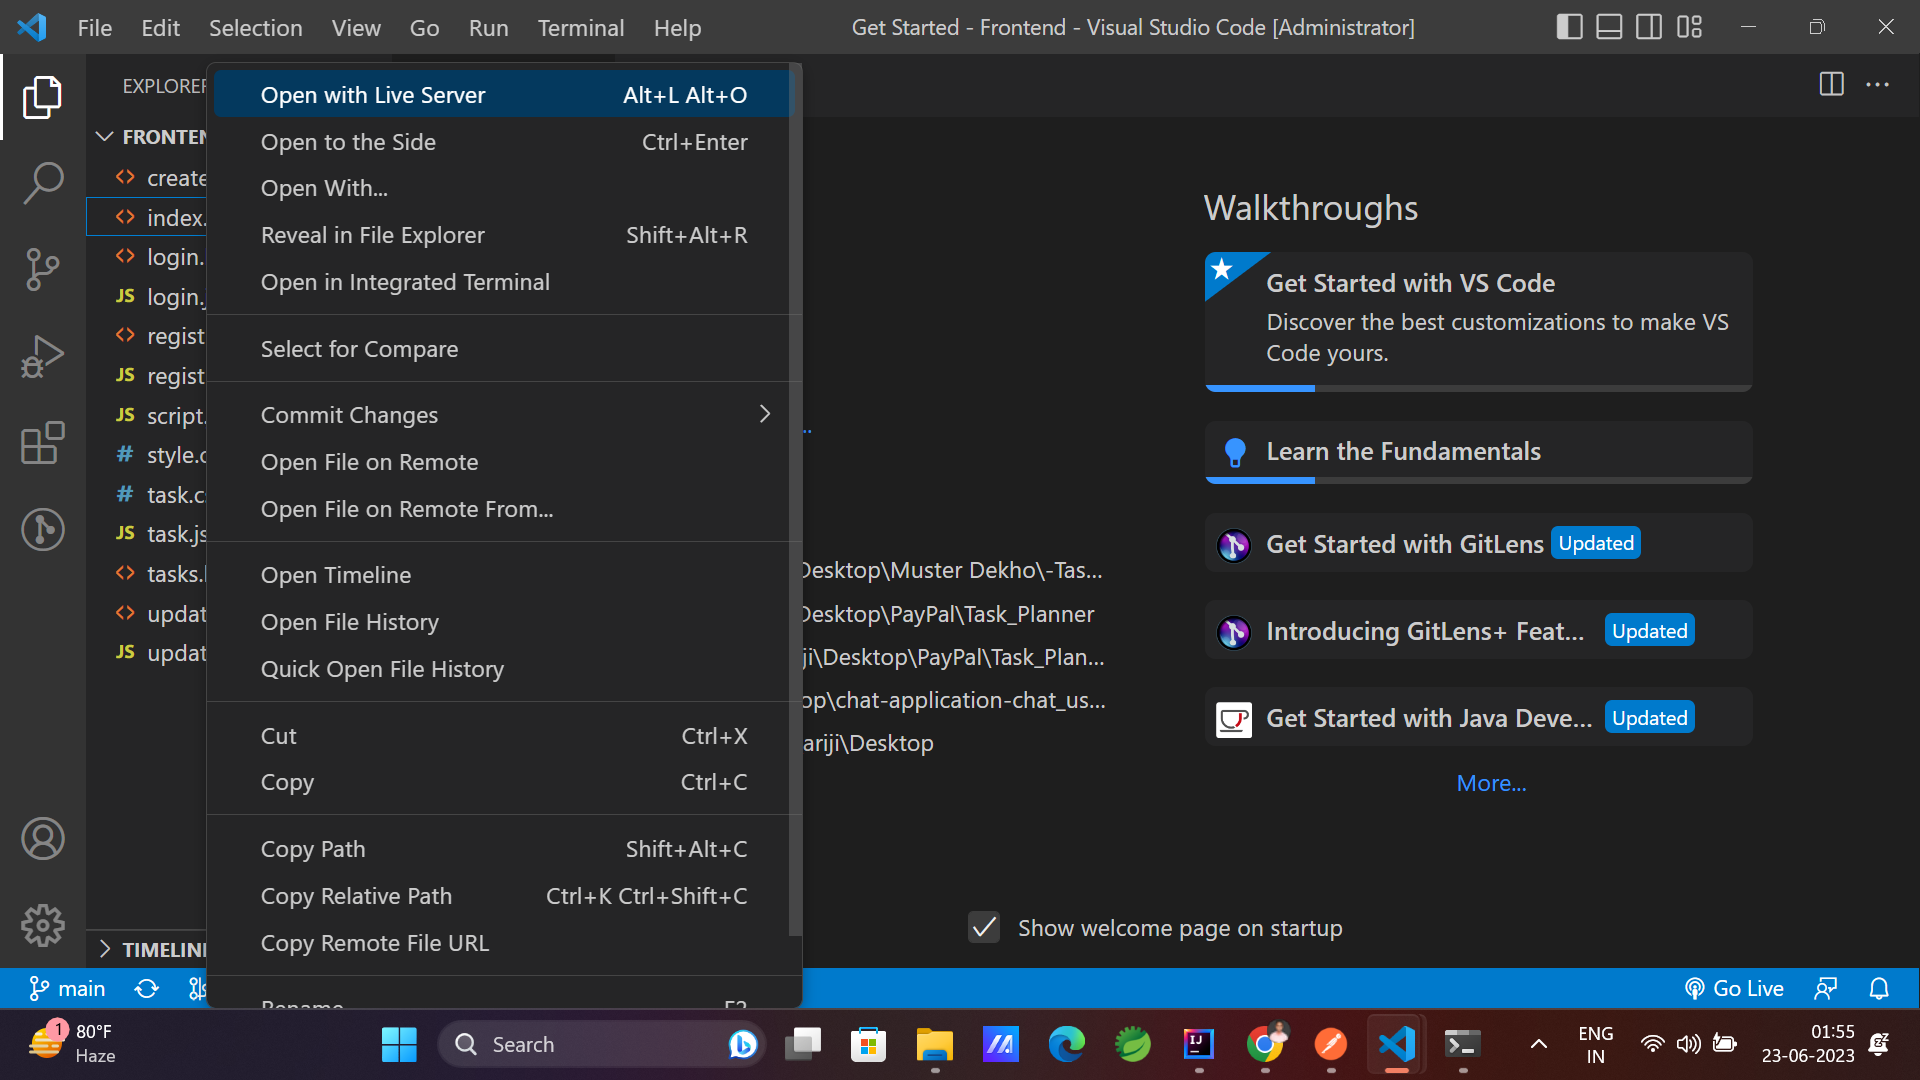 File Edit Selection View Go Run Terminal Help
Get Started - Frontend - Visual Studio Code [Administrator]
EXPLORER
FRONTEN
create
index.
login.
JS login.
regist
JS regist
JS script.
# style.c
# task.c
JS task.js
tasks.
updat
JS updat
TIMELIN
Open with Live Server Alt+L Alt+O
Open to the Side Ctrl+Enter
Open With...
Reveal in File Explorer Shift+Alt+R
Open in Integrated Terminal
Select for Compare
Commit Changes
Open File on Remote
Open File on Remote From...
Open Timeline
Open File History
Quick Open File History
Cut Ctrl+X
Copy Ctrl+C
Copy Path Shift+Alt+C
Copy Relative Path Ctrl+K Ctrl+Shift+C
Copy Remote File URL
Rename F2
..
Desktop\Muster Dekho\-Tas...
Desktop\PayPal\Task_Planner
ji\Desktop\PayPal\Task_Plan...
op\chat-application-chat_us...
ariji\Desktop
Walkthroughs
Get Started with VS Code
Discover the best customizations to make VS
Code yours.
Learn the Fundamentals
Get Started with GitLens Updated
Introducing GitLens+ Feat... Updated
Get Started with Java Deve... Updated
More...
Show welcome page on startup
main
Go Live
1
80°F
Haze
Search
IJ
ENG
IN
01:55
23-06-2023